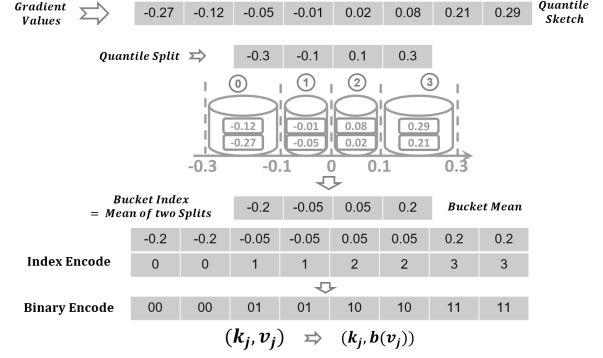 Gradient Values
-0.27 -0.12 -0.05 -0.01 0.02 0.08 0.21 0.29
Quantile Sketch
Quantile Split
-0.3 -0.1 0.1 0.3
0 1 2 3
-0.12 -0.01 0.08 0.29
-0.27 -0.05 0.02 0.21
-0.3 -0.1 0 0.1 0.3
Bucket Index
= Mean of two Splits
-0.2 -0.05 0.05 0.2
Bucket Mean
-0.2 -0.2 -0.05 -0.05 0.05 0.05 0.2 0.2
Index Encode
0 0 1 1 2 2 3 3
Binary Encode
00 00 01 01 10 10 11 11
(k_j, v_j) ⇨ (k_j, b(v_j))